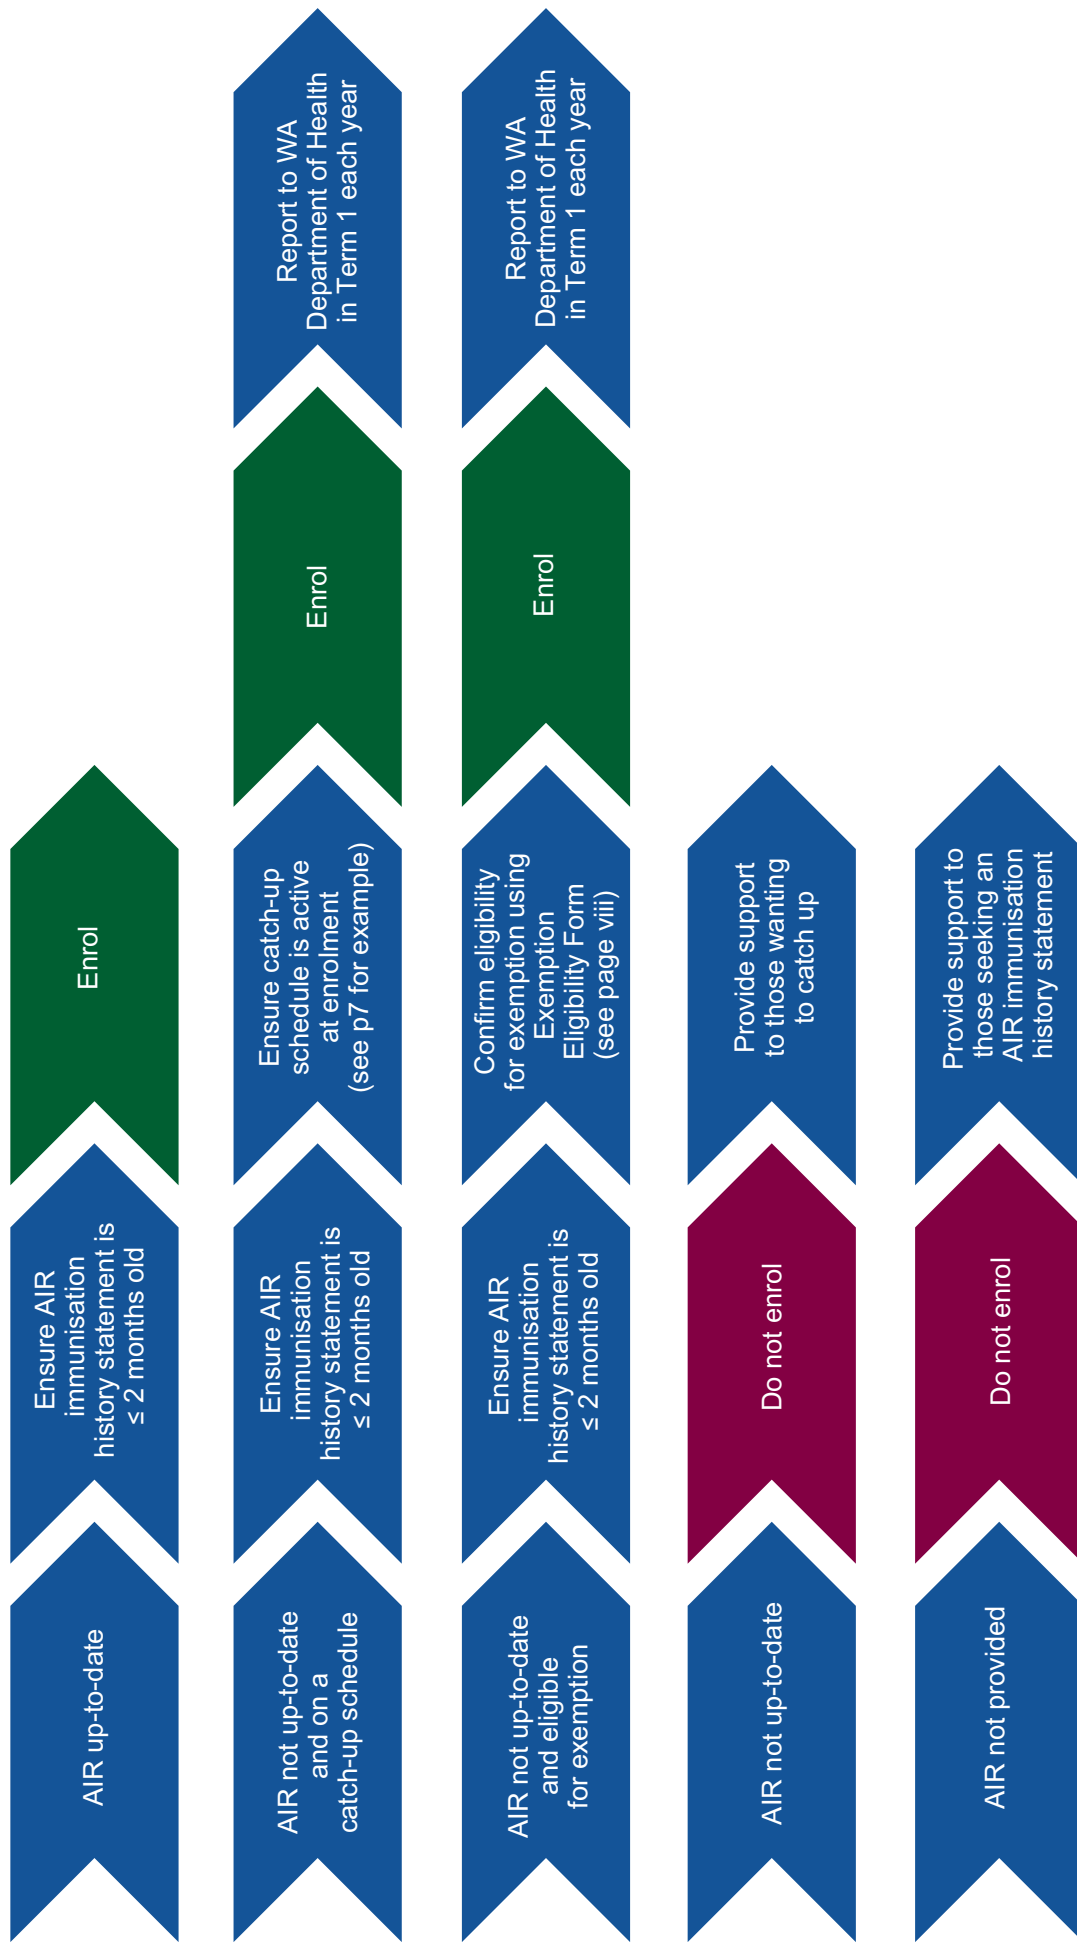 AIR up-to-date
Ensure AIR
immunisation
history statement is
≤ 2 months old
Enrol
AIR not up-to-date
and on a
catch-up schedule
Ensure AIR
immunisation
history statement is
≤ 2 months old
Ensure catch-up
schedule is active
at enrolment
(see p7 for example)
Enrol
Report to WA
Department of Health
in Term 1 each year
AIR not up-to-date
and eligible
for exemption
Ensure AIR
immunisation
history statement is
≤ 2 months old
Confirm eligibility
for exemption using
Exemption
Eligibility Form
(see page viii)
Enrol
Report to WA
Department of Health
in Term 1 each year
AIR not up-to-date
Do not enrol
Provide support
to those wanting
to catch up
AIR not provided
Do not enrol
Provide support to
those seeking an
AIR immunisation
history statement